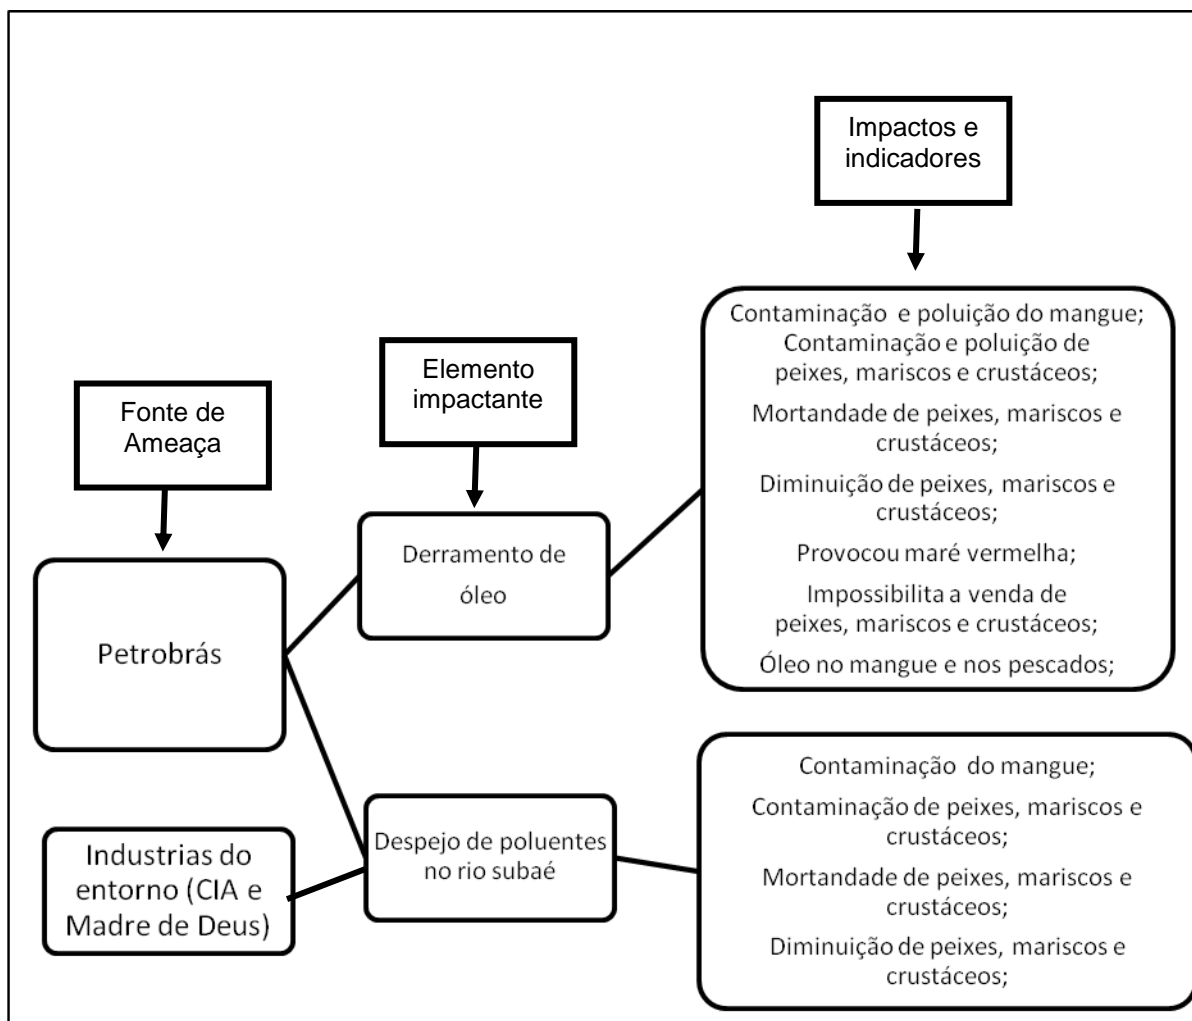 Impactos e
indicadores
Elemento
impactante
Fonte de
Ameaça
Contaminação e poluição do mangue;
Contaminação e poluição de
peixes, mariscos e crustáceos;
Mortandade de peixes, mariscos e
crustáceos;
Diminuição de peixes, mariscos e
crustáceos;
Provocou maré vermelha;
Impossibilita a venda de
peixes, mariscos e crustáceos;
Óleo no mangue e nos pescados;
Derramento de
óleo
Petrobrás
Contaminação do mangue;
Contaminação de peixes, mariscos e
crustáceos;
Mortandade de peixes, mariscos e
crustáceos;
Diminuição de peixes, mariscos e
crustáceos;
Despejo de poluentes
no rio subaé
Industrias do
entorno (CIA e
Madre de Deus)